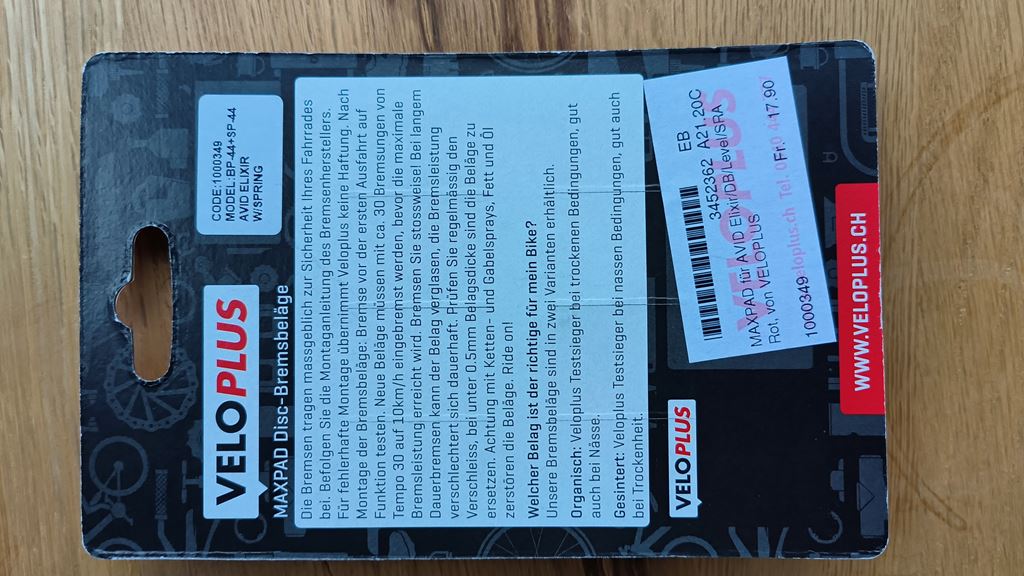 CODE:1000349
MODEL:BP-44+SP-44
AVID ELIXIR
W/SPRING
VELOPLUS
MAXPAD Disc-Bremsbeläge
Die Bremsen tragen massgeblich zur Sicherheit Ihres Fahrrades
bei. Befolgen Sie die Montageanleitung des Bremsenherstellers.
Für fehlerhafte Montage übernimmt Veloplus keine Haftung. Nach
Montage der Bremsbeläge: Bremse vor der ersten Ausfahrt auf
Funktion testen. Neue Beläge müssen mit ca. 30 Bremsungen von
Tempo 30 auf 10km/h eingebremst werden, bevor die maximale
Bremsleistung erreicht wird. Bremsen Sie stossweise! Bei langem
Dauerbremsen kann der Belag verglasen, die Bremsleistung
verschlechtert sich dauerhaft. Prüfen Sie regelmässig den
Verschleiss, bei unter 0.5mm Belagsdicke sind die Beläge zu
ersetzen. Achtung mit Ketten- und Gabelsprays, Fett und Öl
zerstören die Beläge. Ride on!
Welcher Belag ist der richtige für mein Bike?
Unsere Bremsbeläge sind in zwei Varianten erhältlich.
Organisch: Veloplus Testsieger bei trockenen Bedingungen, gut
auch bei Nässe.
Gesintert: Veloplus Testsieger bei nassen Bedingungen, gut auch
bei Trockenheit.
VELOPLUS
EB
3452362 A21.20C
VELOPLUS
MAXPAD für AVID Elixir/DB/Level/SRA
Rot. von VELOPLUS
veloplus.ch Tel.
1000349 Fr. 17.90
WWW.VELOPLUS.CH